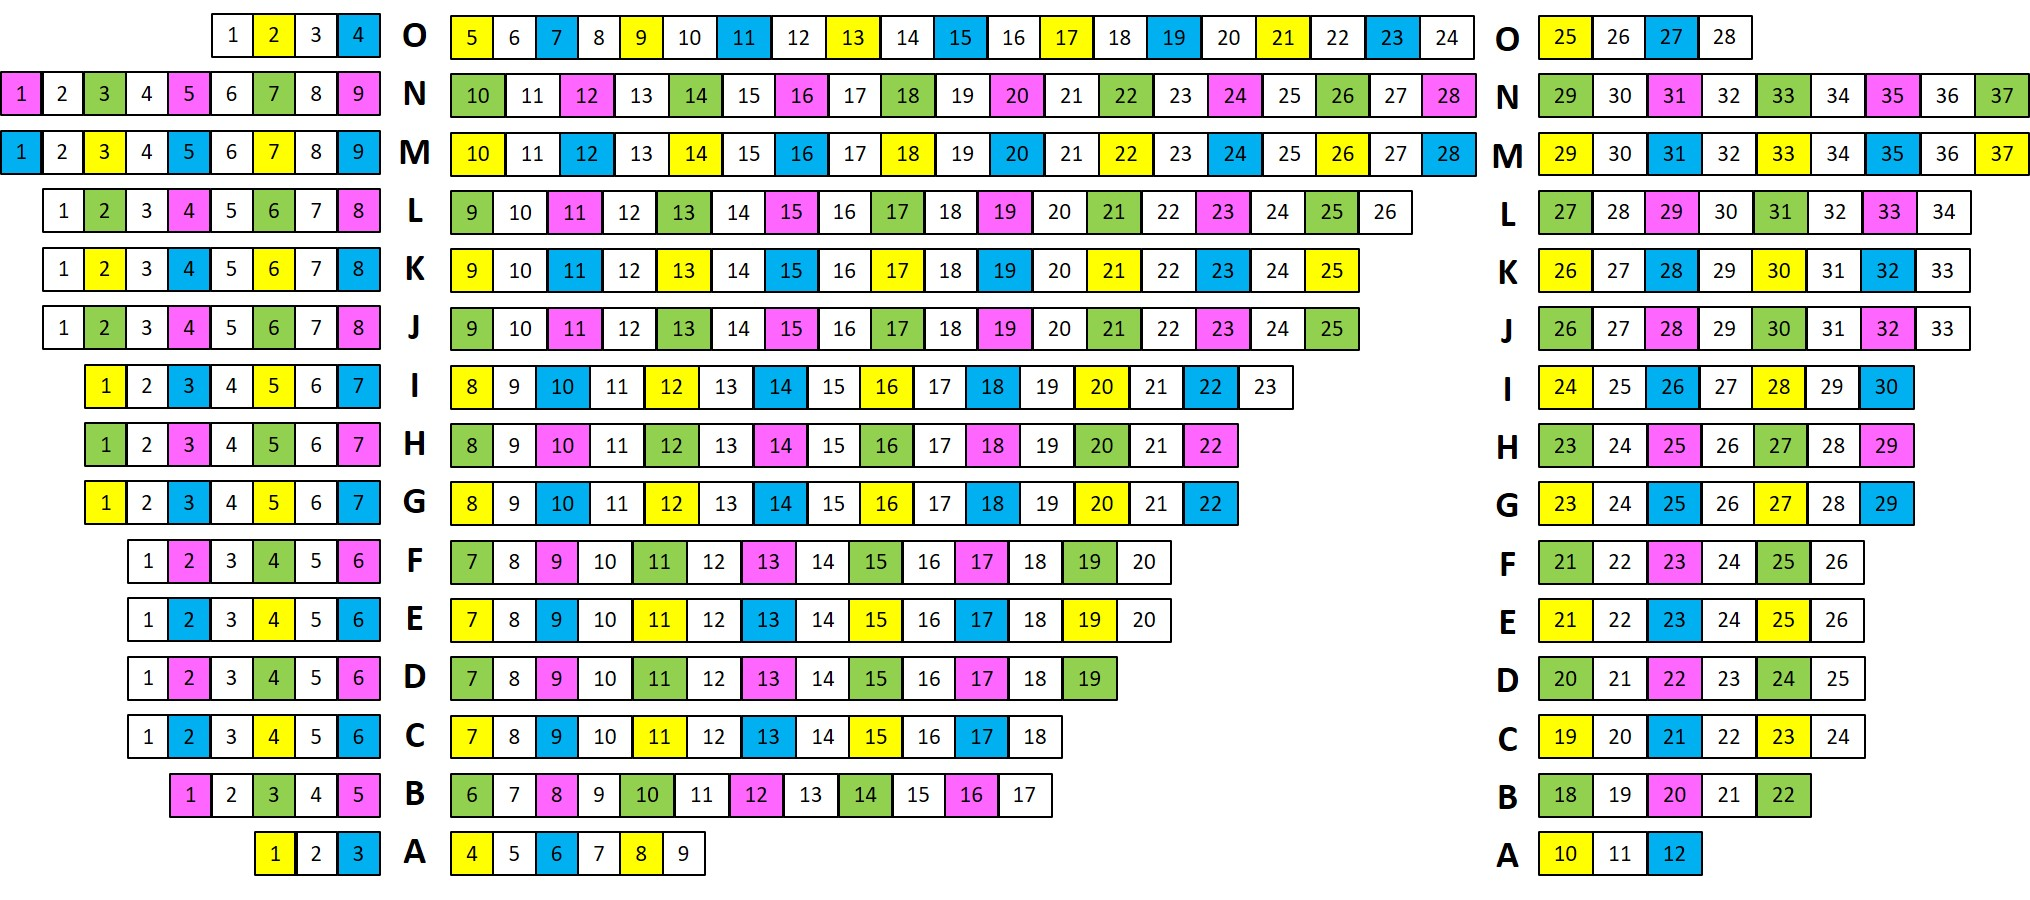 1 2 3 4 O 5 6 7 8 9 10 11 12 13 14 15 16 17 18 19 20 21 22 23 24 O 25 26 27 28
1 2 3 4 5 6 7 8 9 N 10 11 12 13 14 15 16 17 18 19 20 21 22 23 24 25 26 27 28 N 29 30 31 32 33 34 35 36 37
1 2 3 4 5 6 7 8 9 M 10 11 12 13 14 15 16 17 18 19 20 21 22 23 24 25 26 27 28 M 29 30 31 32 33 34 35 36 37
1 2 3 4 5 6 7 8 L 9 10 11 12 13 14 15 16 17 18 19 20 21 22 23 24 25 26 L 27 28 29 30 31 32 33 34
1 2 3 4 5 6 7 8 K 9 10 11 12 13 14 15 16 17 18 19 20 21 22 23 24 25 K 26 27 28 29 30 31 32 33
1 2 3 4 5 6 7 8 J 9 10 11 12 13 14 15 16 17 18 19 20 21 22 23 24 25 J 26 27 28 29 30 31 32 33
1 2 3 4 5 6 7 I 8 9 10 11 12 13 14 15 16 17 18 19 20 21 22 23 I 24 25 26 27 28 29 30
1 2 3 4 5 6 7 H 8 9 10 11 12 13 14 15 16 17 18 19 20 21 22 H 23 24 25 26 27 28 29
1 2 3 4 5 6 7 G 8 9 10 11 12 13 14 15 16 17 18 19 20 21 22 G 23 24 25 26 27 28 29
1 2 3 4 5 6 F 7 8 9 10 11 12 13 14 15 16 17 18 19 20 F 21 22 23 24 25 26
1 2 3 4 5 6 E 7 8 9 10 11 12 13 14 15 16 17 18 19 20 E 21 22 23 24 25 26
1 2 3 4 5 6 D 7 8 9 10 11 12 13 14 15 16 17 18 19 D 20 21 22 23 24 25
1 2 3 4 5 6 C 7 8 9 10 11 12 13 14 15 16 17 18 C 19 20 21 22 23 24
1 2 3 4 5 B 6 7 8 9 10 11 12 13 14 15 16 17 B 18 19 20 21 22
1 2 3 A 4 5 6 7 8 9 A 10 11 12